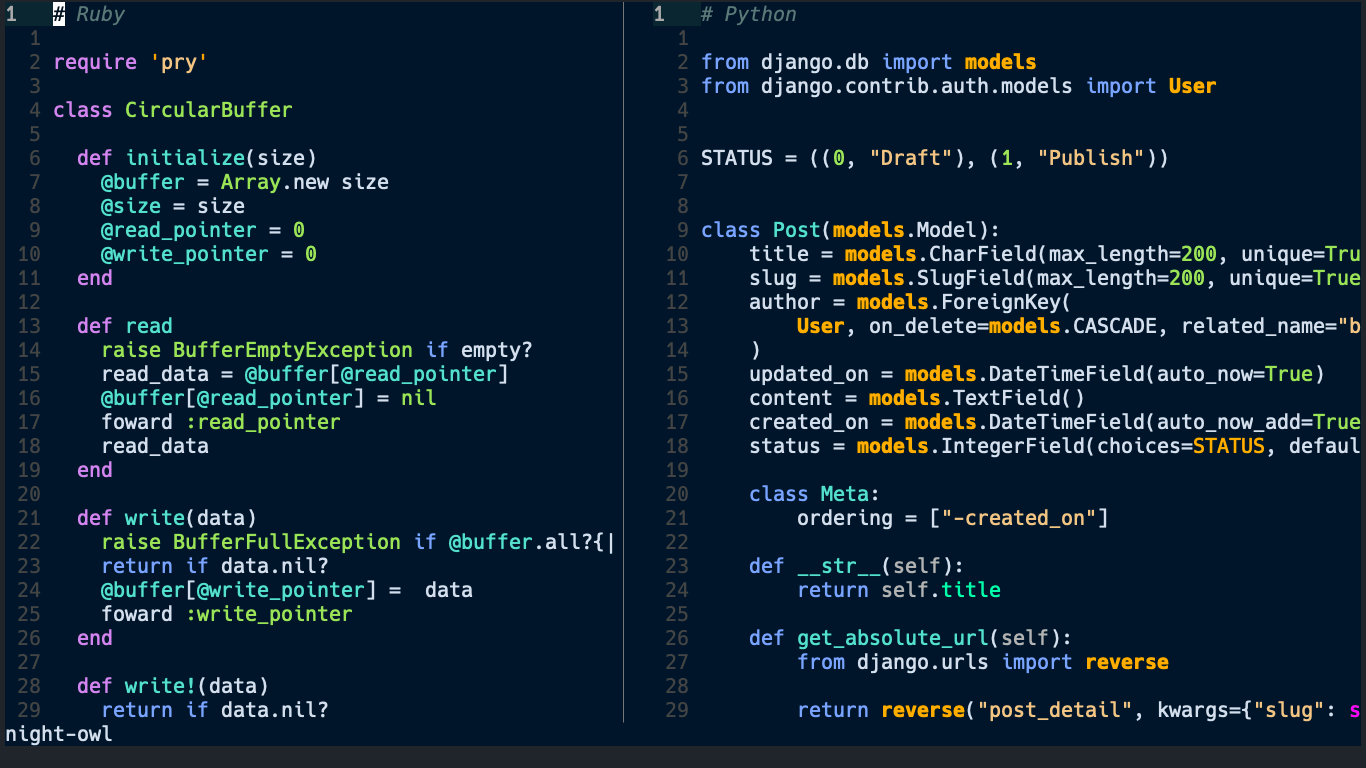 1 # Ruby
1
2 require 'pry'
3
4 class CircularBuffer
5
6 def initialize(size)
7 @buffer = Array.new size
8 @size = size
9 @read_pointer = 0
10 @write_pointer = 0
11 end
12
13 def read
14 raise BufferEmptyException if empty?
15 read_data = @buffer[@read_pointer]
16 @buffer[@read_pointer] = nil
17 foward :read_pointer
18 read_data
19 end
20
21 def write(data)
22 raise BufferFullException if @buffer.all?{|
23 return if data.nil?
24 @buffer[@write_pointer] =  data
25 foward :write_pointer
26 end
27
28 def write!(data)
29 return if data.nil?
1 # Python
1
2 from django.db import models
3 from django.contrib.auth.models import User
4
5
6 STATUS = ((0, "Draft"), (1, "Publish"))
7
8
9 class Post(models.Model):
10 title = models.CharField(max_length=200, unique=Tru
11 slug = models.SlugField(max_length=200, unique=True
12 author = models.ForeignKey(
13 User, on_delete=models.CASCADE, related_name="b
14 )
15 updated_on = models.DateTimeField(auto_now=True)
16 content = models.TextField()
17 created_on = models.DateTimeField(auto_now_add=True
18 status = models.IntegerField(choices=STATUS, defaul
19
20 class Meta:
21 ordering = ["-created_on"]
22
23 def __str__(self):
24 return self.title
25
26 def get_absolute_url(self):
27 from django.urls import reverse
28
29 return reverse("post_detail", kwargs={"slug": s
night-owl